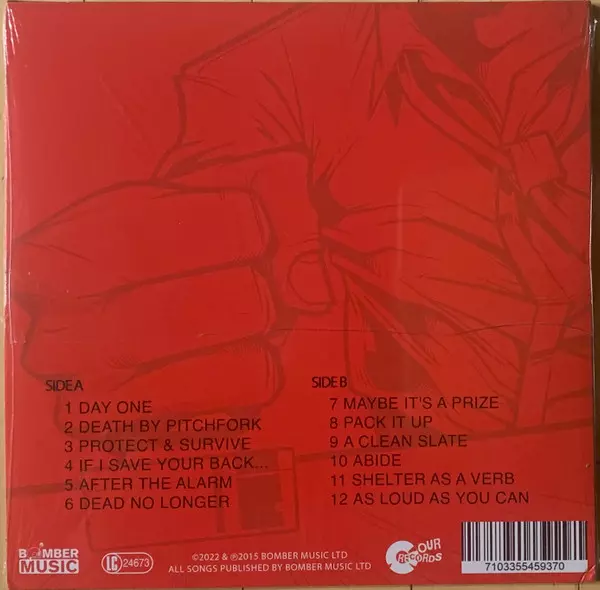 SIDE A
1 DAY ONE
2 DEATH BY PITCHFORK
3 PROTECT & SURVIVE
4 IF I SAVE YOUR BACK...
5 AFTER THE ALARM
6 DEAD NO LONGER
SIDE B
7 MAYBE IT'S A PRIZE
8 PACK IT UP
9 A CLEAN SLATE
10 ABIDE
11 SHELTER AS A VERB
12 AS LOUD AS YOU CAN
BOMBER
MUSIC
LC 24673
©2022 & ℗2015 BOMBER MUSIC LTD
ALL SONGS PUBLISHED BY BOMBER MUSIC LTD
OUR
RECORDS
7103355459370